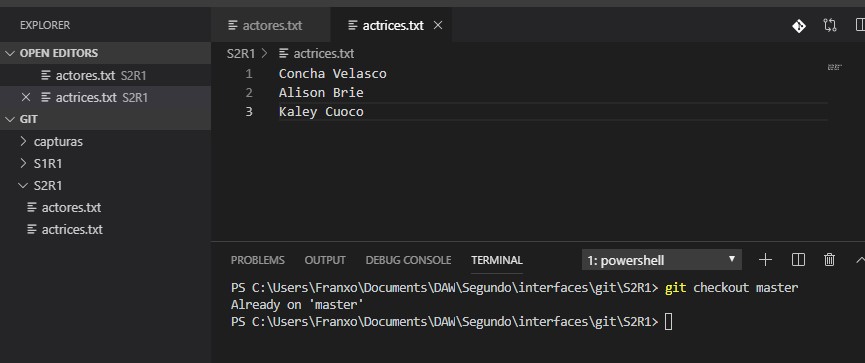 EXPLORER
OPEN EDITORS
actores.txt S2R1
actrices.txt S2R1
GIT
capturas
S1R1
S2R1
actores.txt
actrices.txt
actores.txt actrices.txt
S2R1 > actrices.txt
1 Concha Velasco
2 Alison Brie
3 Kaley Cuoco
PROBLEMS OUTPUT DEBUG CONSOLE TERMINAL 1: powershell
PS C:\Users\Franxo\Documents\DAW\Segundo\interfaces\git\S2R1> git checkout master
Already on 'master'
PS C:\Users\Franxo\Documents\DAW\Segundo\interfaces\git\S2R1>